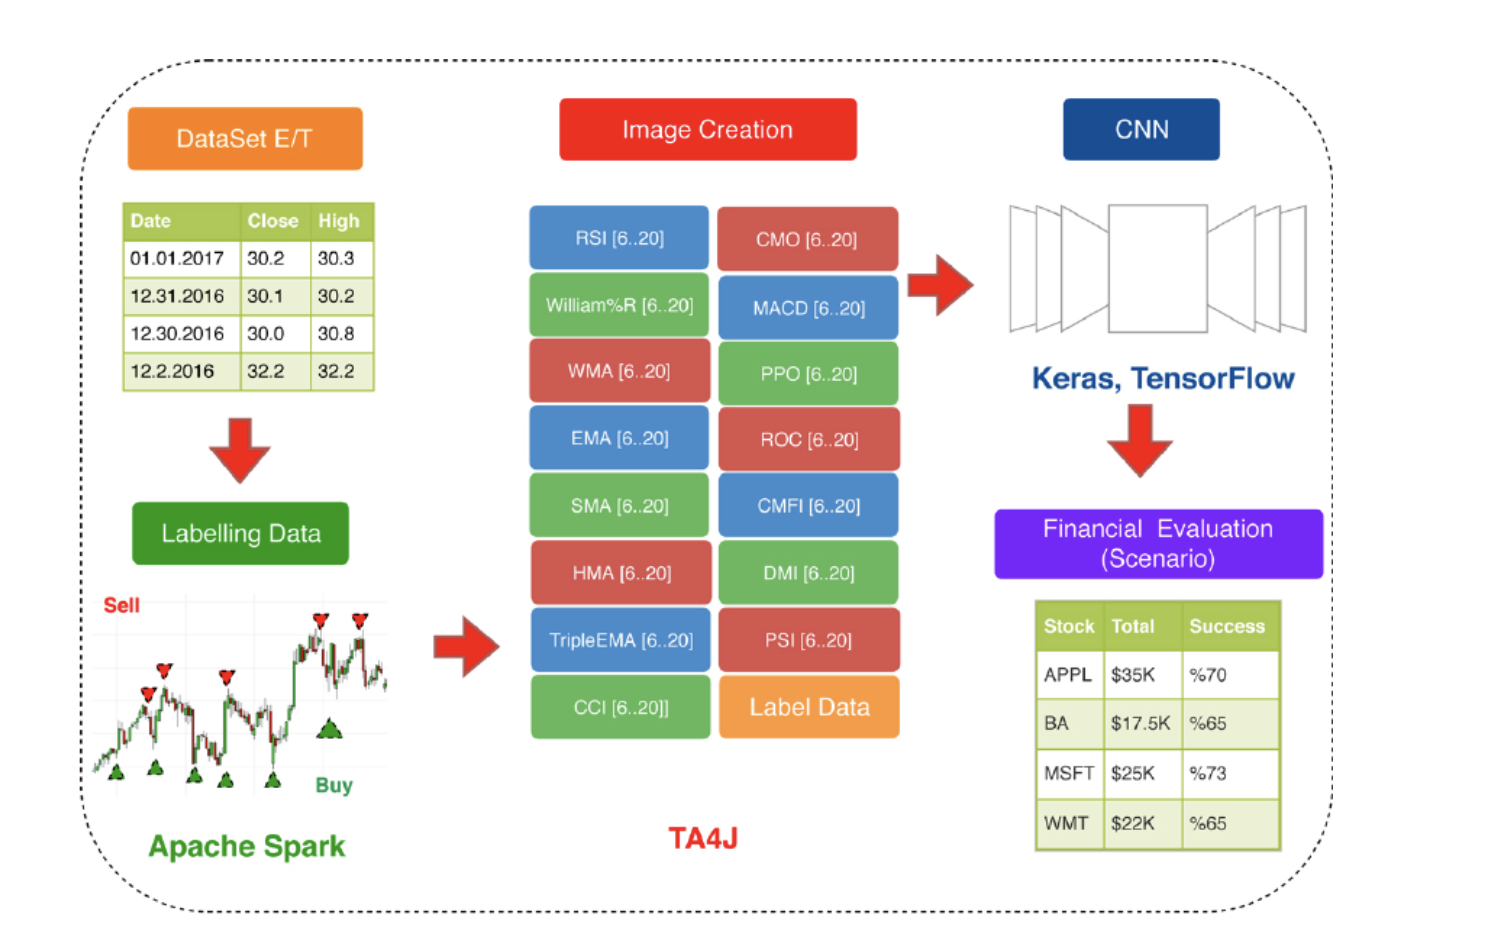 DataSet E/T
Date Close High
01.01.2017 30.2 30.3
12.31.2016 30.1 30.2
12.30.2016 30.0 30.8
12.2.2016 32.2 32.2
Labelling Data
Sell
Buy
Apache Spark
Image Creation
RSI [6..20] CMO [6..20]
William%R [6..20] MACD [6..20]
WMA [6..20] PPO [6..20]
EMA [6..20] ROC [6..20]
SMA [6..20] CMFI [6..20]
HMA [6..20] DMI [6..20]
TripleEMA [6..20] PSI [6..20]
CCI [6..20]] Label Data
TA4J
CNN
Keras, TensorFlow
Financial Evaluation
(Scenario)
Stock Total Success
APPL $35K %70
BA $17.5K %65
MSFT $25K %73
WMT $22K %65